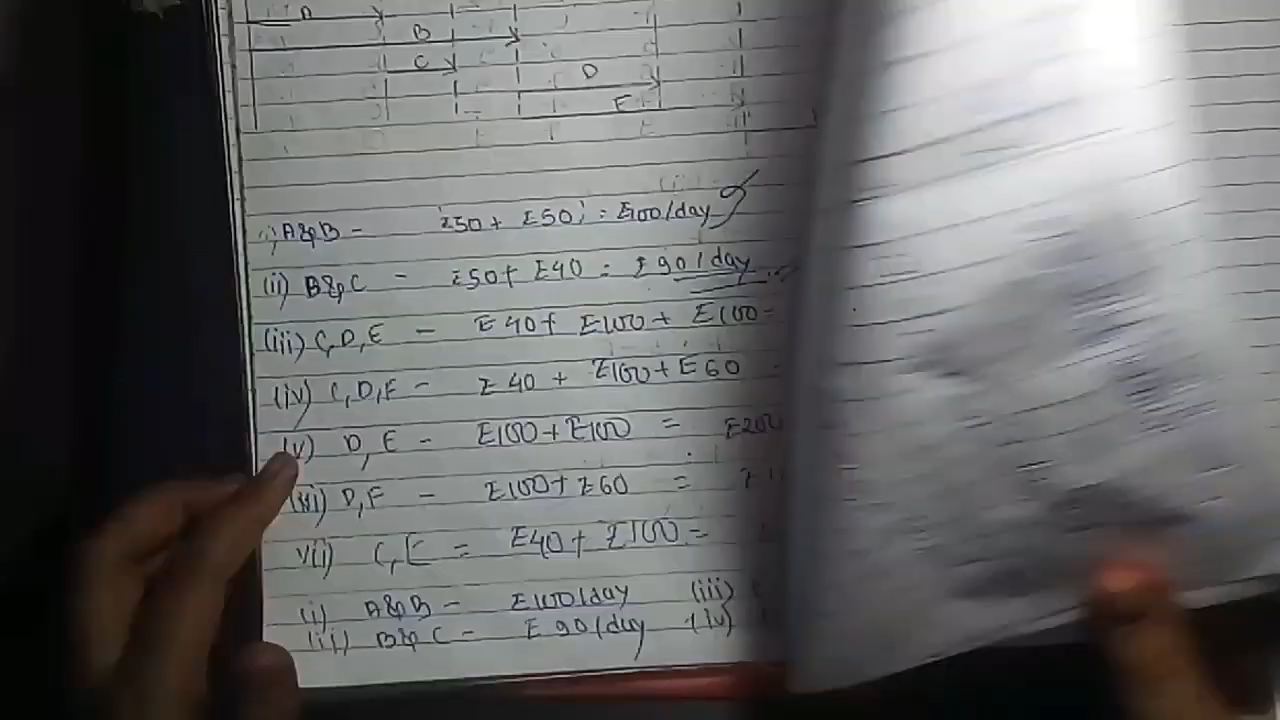 A
B
C
D
E
i) A&B - £50 + £50 = £100/day
(ii) B&C - £50 + £40 = £90/day
(iii) C,D,E - £40 + £100 + £100 =
(iv) C,D,F - £40 + £100 + £60
(v) D,E - £100 + £100 = £200
(vi) D,F - £100 + £60 =
vii) C,E = £40 + £100 =
(i) A&B - £100/day (iii)
(ii) B&C - £90/day (iv)